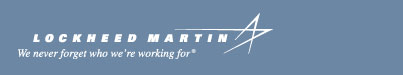 LOCKHEED MARTIN
We never forget who we're working for®